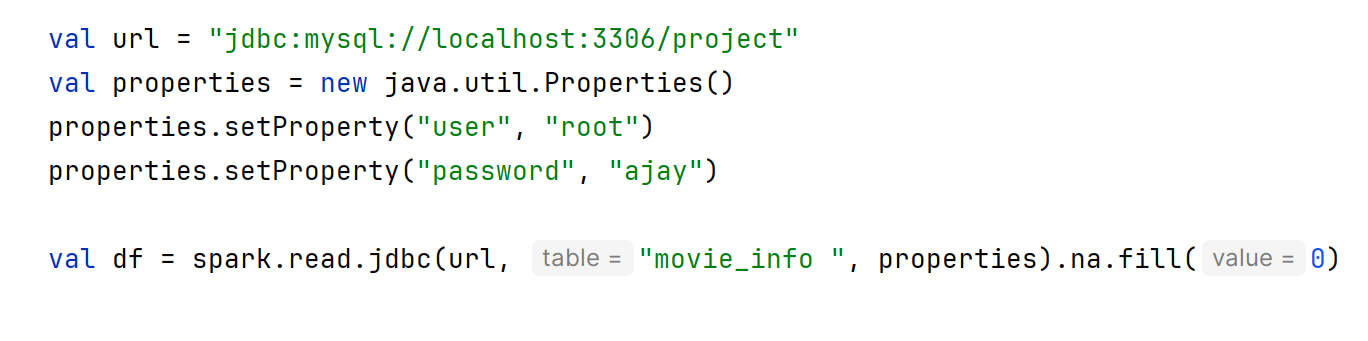 val url = "jdbc:mysql://localhost:3306/project"
val properties = new java.util.Properties()
properties.setProperty("user", "root")
properties.setProperty("password", "ajay")
val df = spark.read.jdbc(url, table = "movie_info ", properties).na.fill( value = 0)